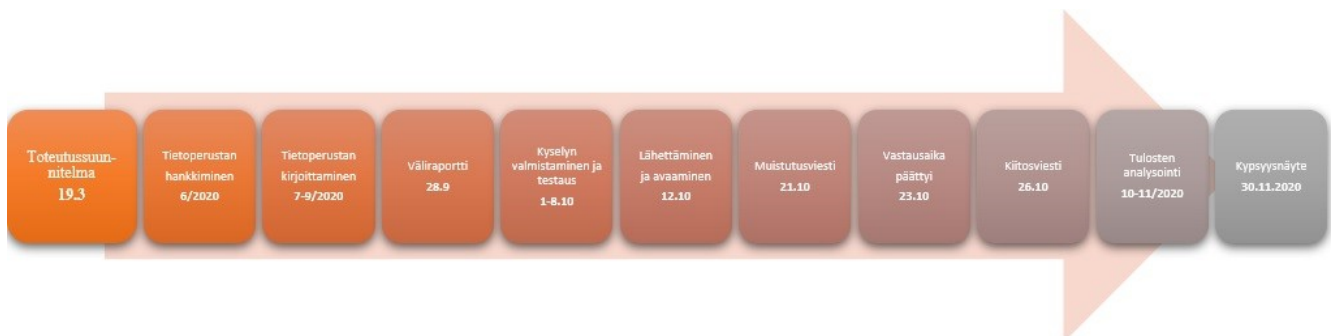 Toteutussuun-
nitelma
19.3
Tietoperustan
hankkiminen
6/2020
Tietoperustan
kirjoittaminen
7-9/2020
Väliraportti
28.9
Kyselyn
valmistaminen ja
testaus
1-8.10
Lähettäminen
ja avaaminen
12.10
Muistutusviesti
21.10
Vastausaika
päättyi
23.10
Kiitosviesti
26.10
Tulosten
analysointi
10-11/2020
Kypsyysnäyte
30.11.2020